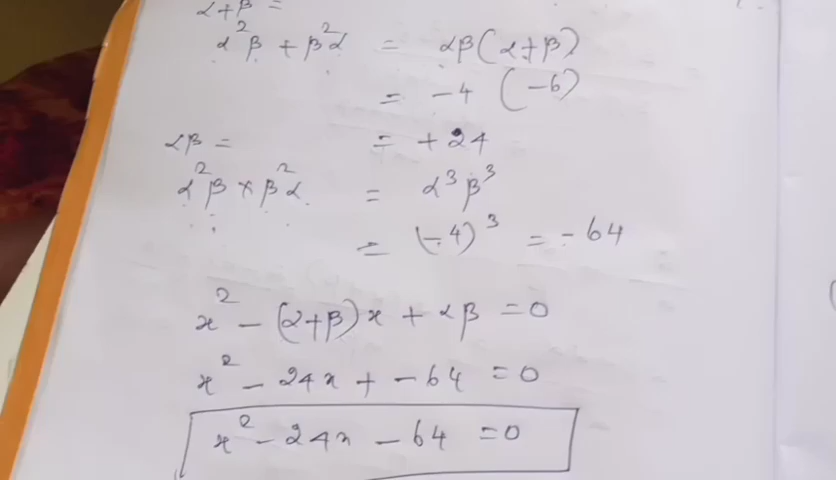 α+β =
α²β + β²α = αβ(α+β)
= -4 (-6)
αβ = = +24
α²β × β²α = α³β³
= (-4)³ = -64
x² - (α+β)x + αβ = 0
x² - 24x + -64 = 0
x² - 24x - 64 = 0